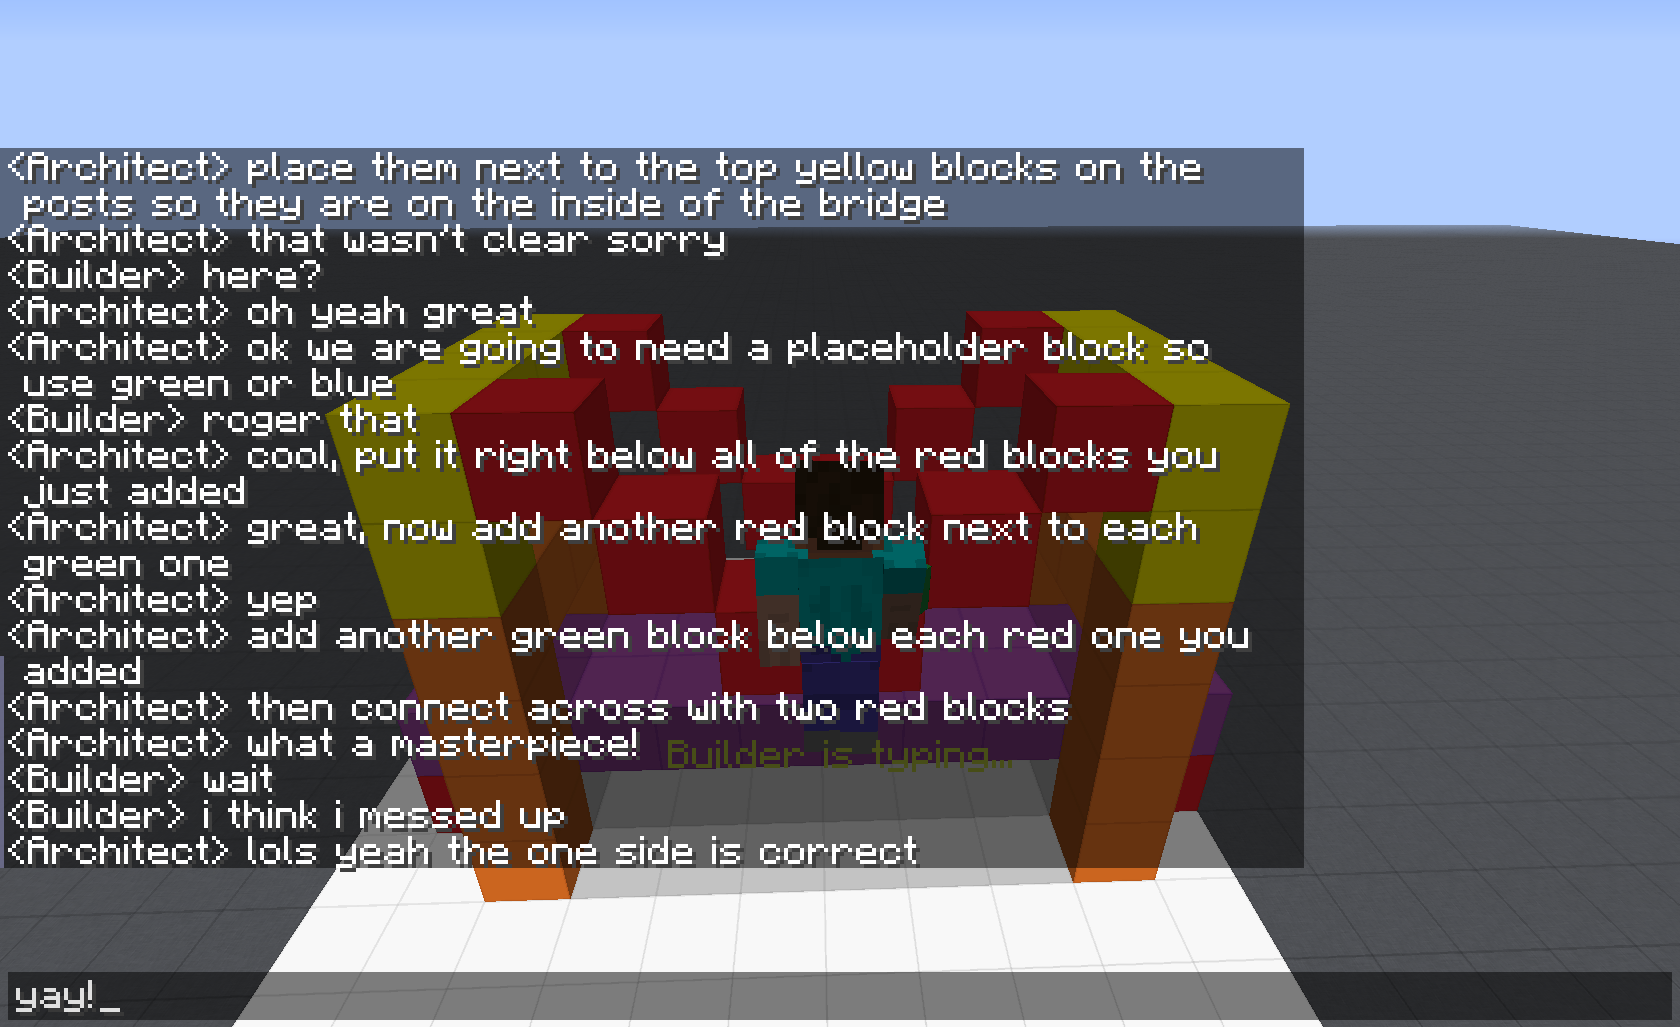 <Architect> place them next to the top yellow blocks on the
posts so they are on the inside of the bridge
<Architect> that wasn't clear sorry
<Builder> here?
<Architect> oh yeah great
<Architect> ok we are going to need a placeholder block so
use green or blue
<Builder> roger that
<Architect> cool, put it right below all of the red blocks you
just added
<Architect> great, now add another red block next to each
green one
<Architect> yep
<Architect> add another green block below each red one you
added
<Architect> then connect across with two red blocks
<Architect> what a masterpiece!
Builder is typing...
<Builder> wait
<Builder> i think i messed up
<Architect> lols yeah the one side is correct
yay!_